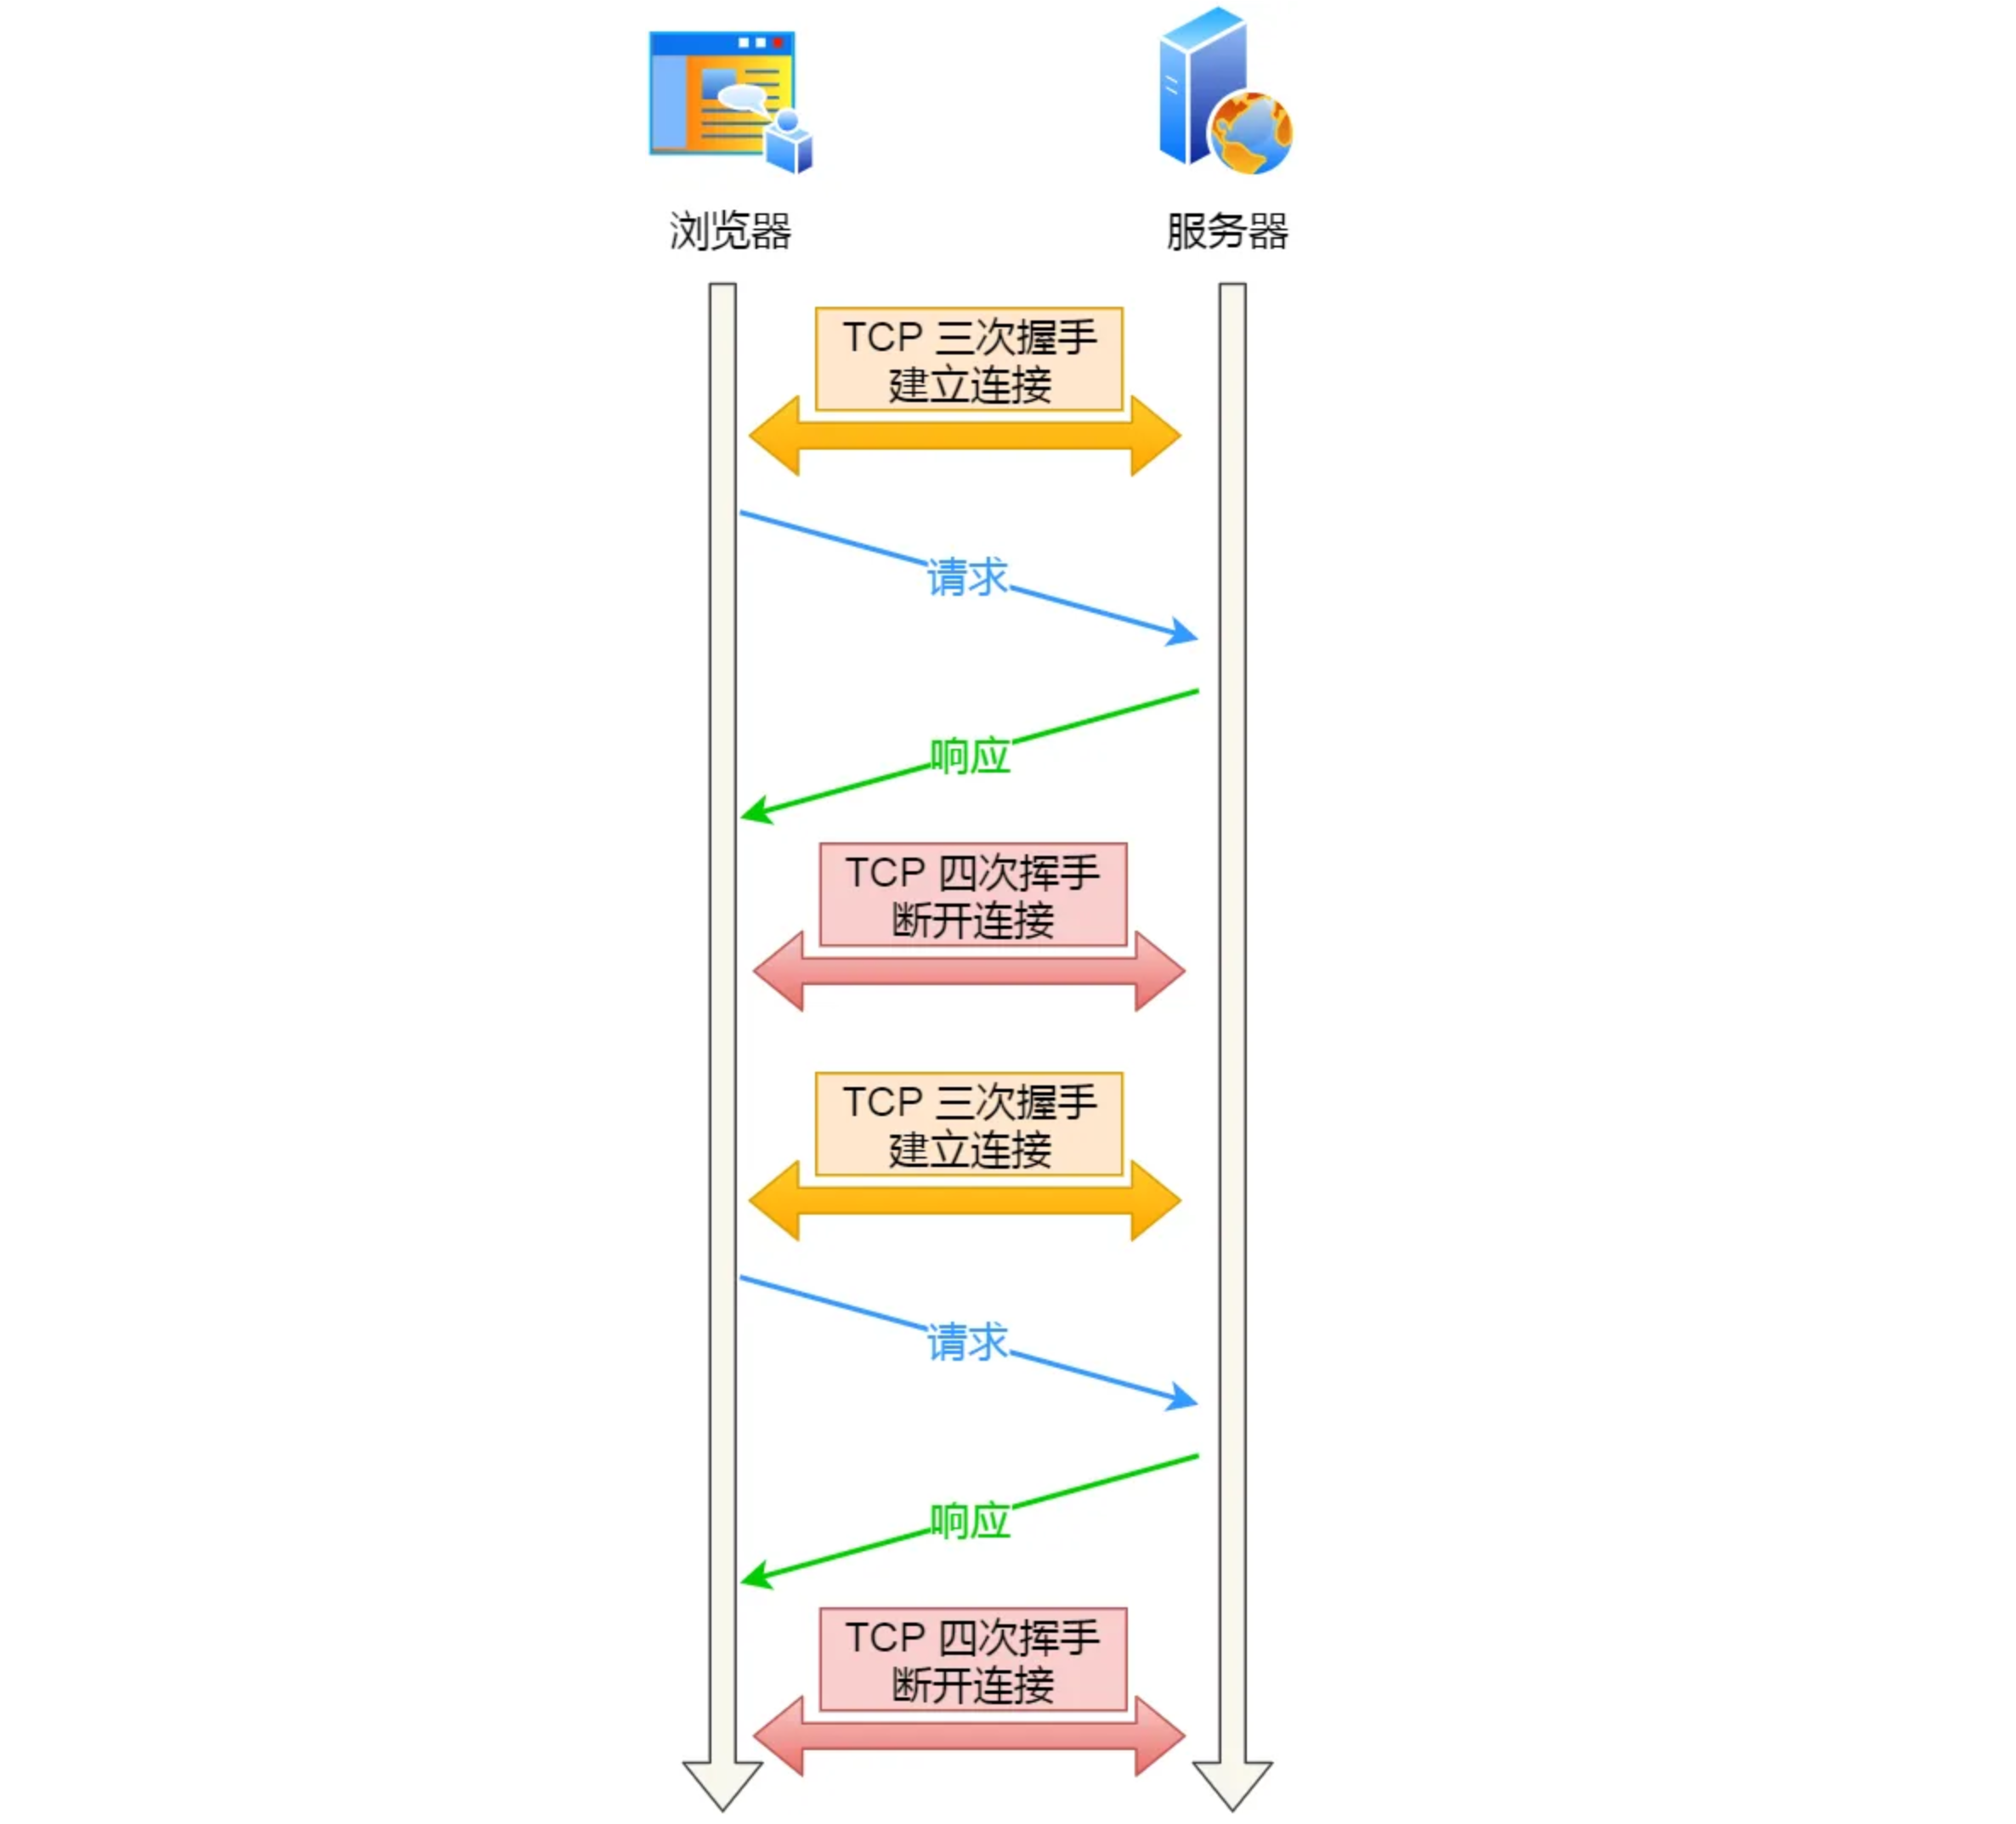 浏览器
服务器
TCP 三次握手
建立连接
请求
响应
TCP 四次挥手
断开连接
TCP 三次握手
建立连接
请求
响应
TCP 四次挥手
断开连接